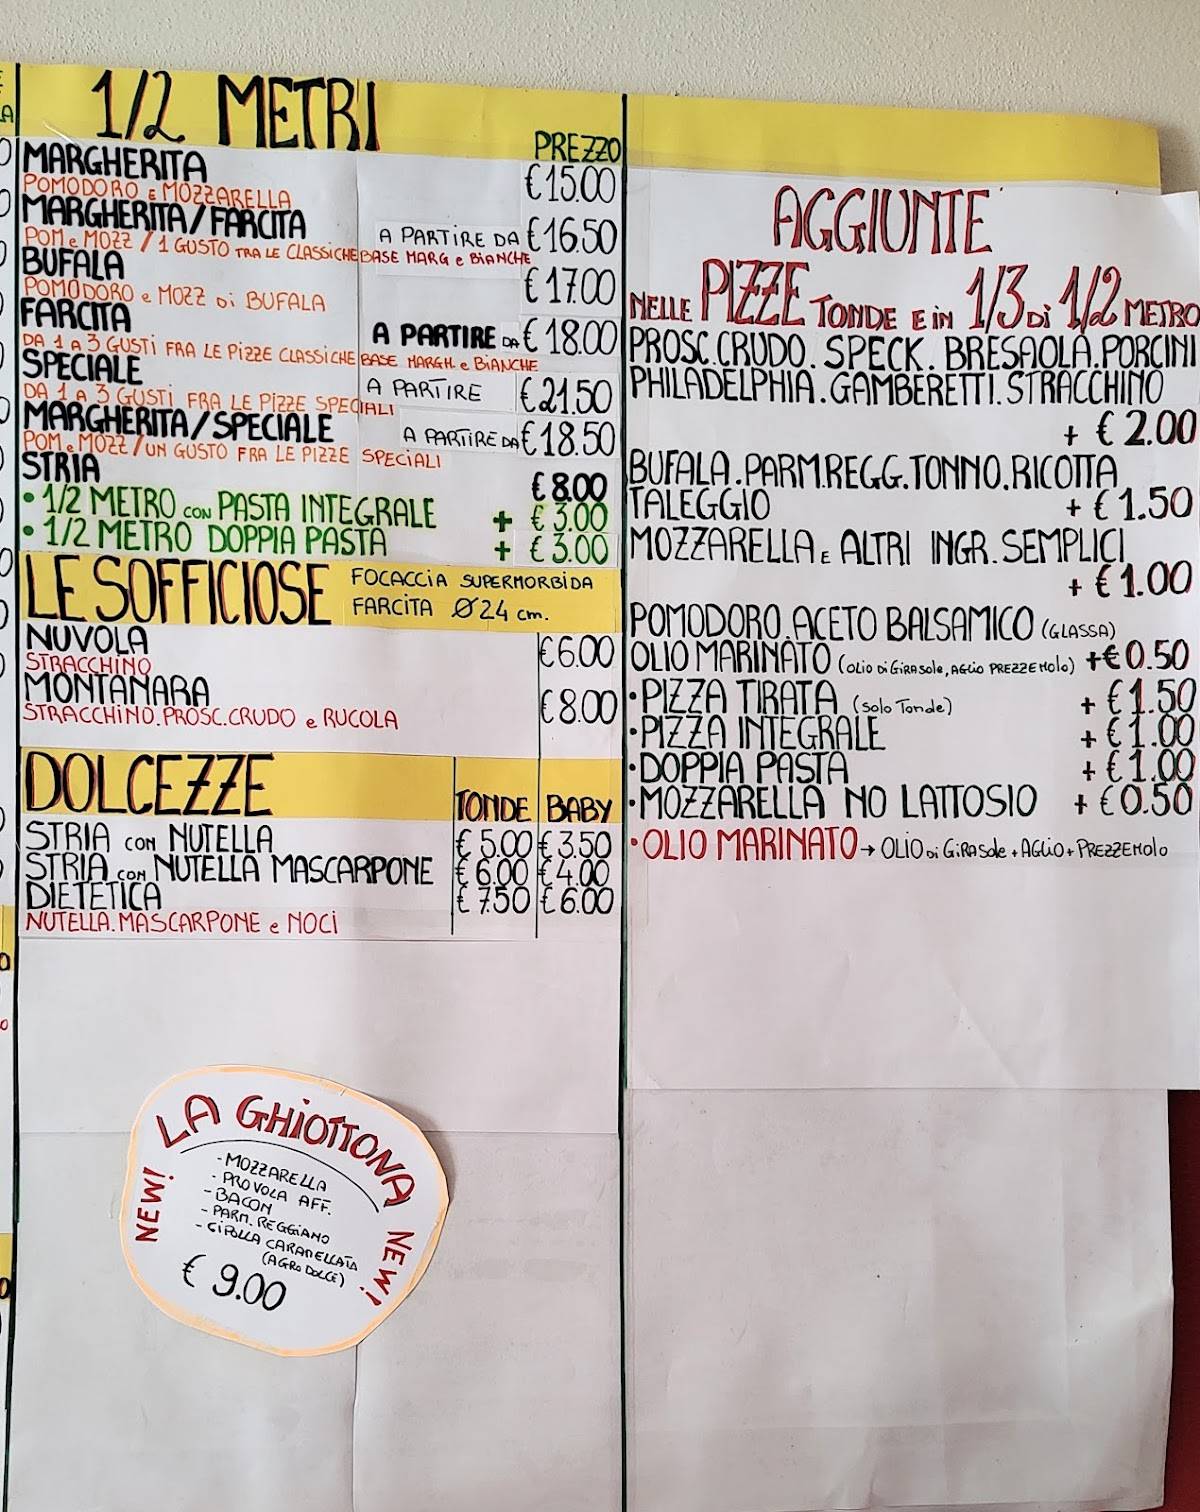 1/2 METRI
PREZZO
MARGHERITA € 15.00
POMODORO E MOZZARELLA
MARGHERITA/FARCITA A PARTIRE DA € 16.50
POM e MOZZ / 1 GUSTO TRA LE CLASSICHE BASE MARG e BIANCHE
BUFALA € 17.00
POMODORO e MOZZ Di BUFALA
FARCITA A PARTIRE DA € 18.00
DA 1 A 3 GUSTI FRA LE PIZZE CLASSICHE BASE MARGH. e BIANCHE
SPECIALE A PARTIRE € 21.50
DA 1 A 3 GUSTI FRA LE PIZZE SPECIALI
MARGHERITA/SPECIALE A PARTIRE DA € 18.50
POM e MOZZ / UN GUSTO FRA LE PIZZE SPECIALI
STRIA € 8.00
• 1/2 METRO CON PASTA INTEGRALE + € 3.00
• 1/2 METRO DOPPIA PASTA + € 3.00
LE SOFFICIOSE FOCACCIA SUPERMORBIDA
FARCITA Ø 24 cm.
NUVOLA € 6.00
STRACCHINO
MONTANARA € 8.00
STRACCHINO.PROSC.CRUDO e RUCOLA
DOLCEZZE TONDE BABY
STRIA CON NUTELLA € 5.00 € 3.50
STRIA CON NUTELLA MASCARPONE € 6.00 € 4.00
DIETETICA € 7.50 € 6.00
NUTELLA.MASCARPONE e NOCI
LA GHIOTTONA
NEW!
- MOZZARELLA
- PROVOLA AFF.
- BACON
- PARM. REGGIANO
- CIPOLLA CARAMELLATA
(AGRODOLCE)
€ 9.00
NEW!
AGGIUNTE
NELLE PIZZE TONDE E in 1/3 Di 1/2 METRO
PROSC.CRUDO. SPECK. BRESAOLA.PORCINI
PHILADELPHIA.GAMBERETTI.STRACCHINO
+ € 2.00
BUFALA.PARM.REGG.TONNO.RICOTTA
TALEGGIO + € 1.50
MOZZARELLA E ALTRI INGR. SEMPLICI
+ € 1.00
POMODORO.ACETO BALSAMICO (GLASSA)
OLIO MARINATO (OLIO Di GIRASOLE, AGLIO PREZZEMOLO) + € 0.50
• PIZZA TIRATA (Solo Tonde) + € 1.50
• PIZZA INTEGRALE + € 1.00
• DOPPIA PASTA + € 1.00
• MOZZARELLA NO LATTOSIO + € 0.50
• OLIO MARINATO → OLIO Di GIRASOLE + AGLIO + PREZZEMOLO